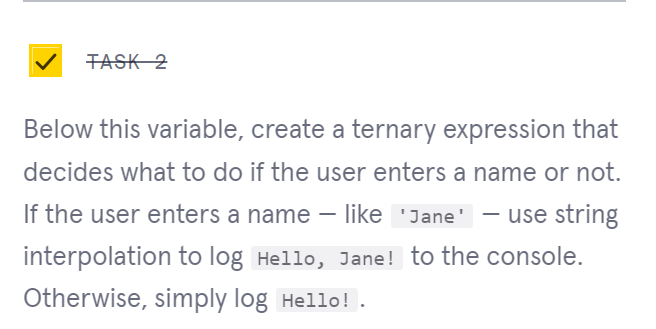 TASK 2
Below this variable, create a ternary expression that
decides what to do if the user enters a name or not.
If the user enters a name — like 'Jane' — use string
interpolation to log Hello, Jane! to the console.
Otherwise, simply log Hello!.